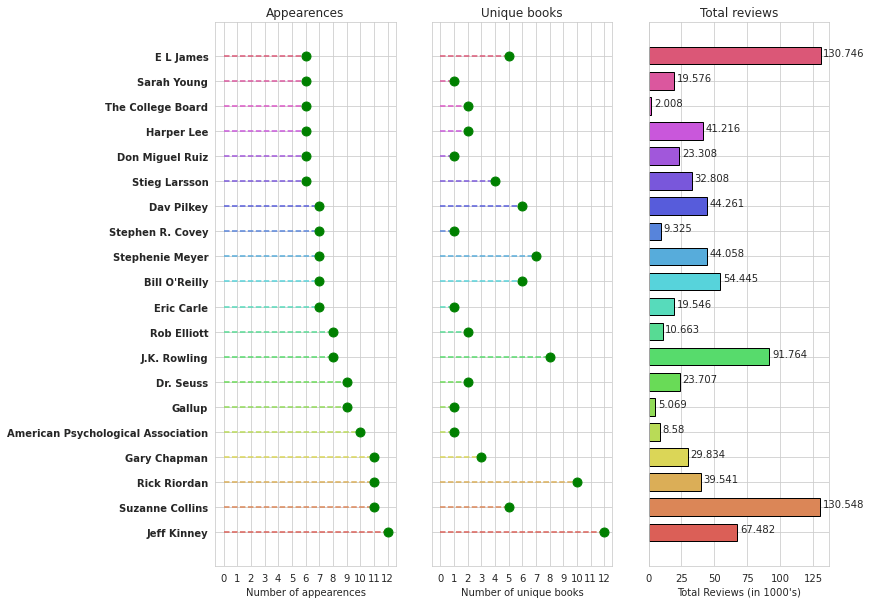 Appearences Unique books Total reviews
E L James 130.746
Sarah Young 19.576
The College Board 2.008
Harper Lee 41.216
Don Miguel Ruiz 23.308
Stieg Larsson 32.808
Dav Pilkey 44.261
Stephen R. Covey 9.325
Stephenie Meyer 44.058
Bill O'Reilly 54.445
Eric Carle 19.546
Rob Elliott 10.663
J.K. Rowling 91.764
Dr. Seuss 23.707
Gallup 5.069
American Psychological Association 8.58
Gary Chapman 29.834
Rick Riordan 39.541
Suzanne Collins 130.548
Jeff Kinney 67.482
0 1 2 3 4 5 6 7 8 9 10 11 12 0 1 2 3 4 5 6 7 8 9 10 11 12 0 25 50 75 100 125
Number of appearences Number of unique books Total Reviews (in 1000's)